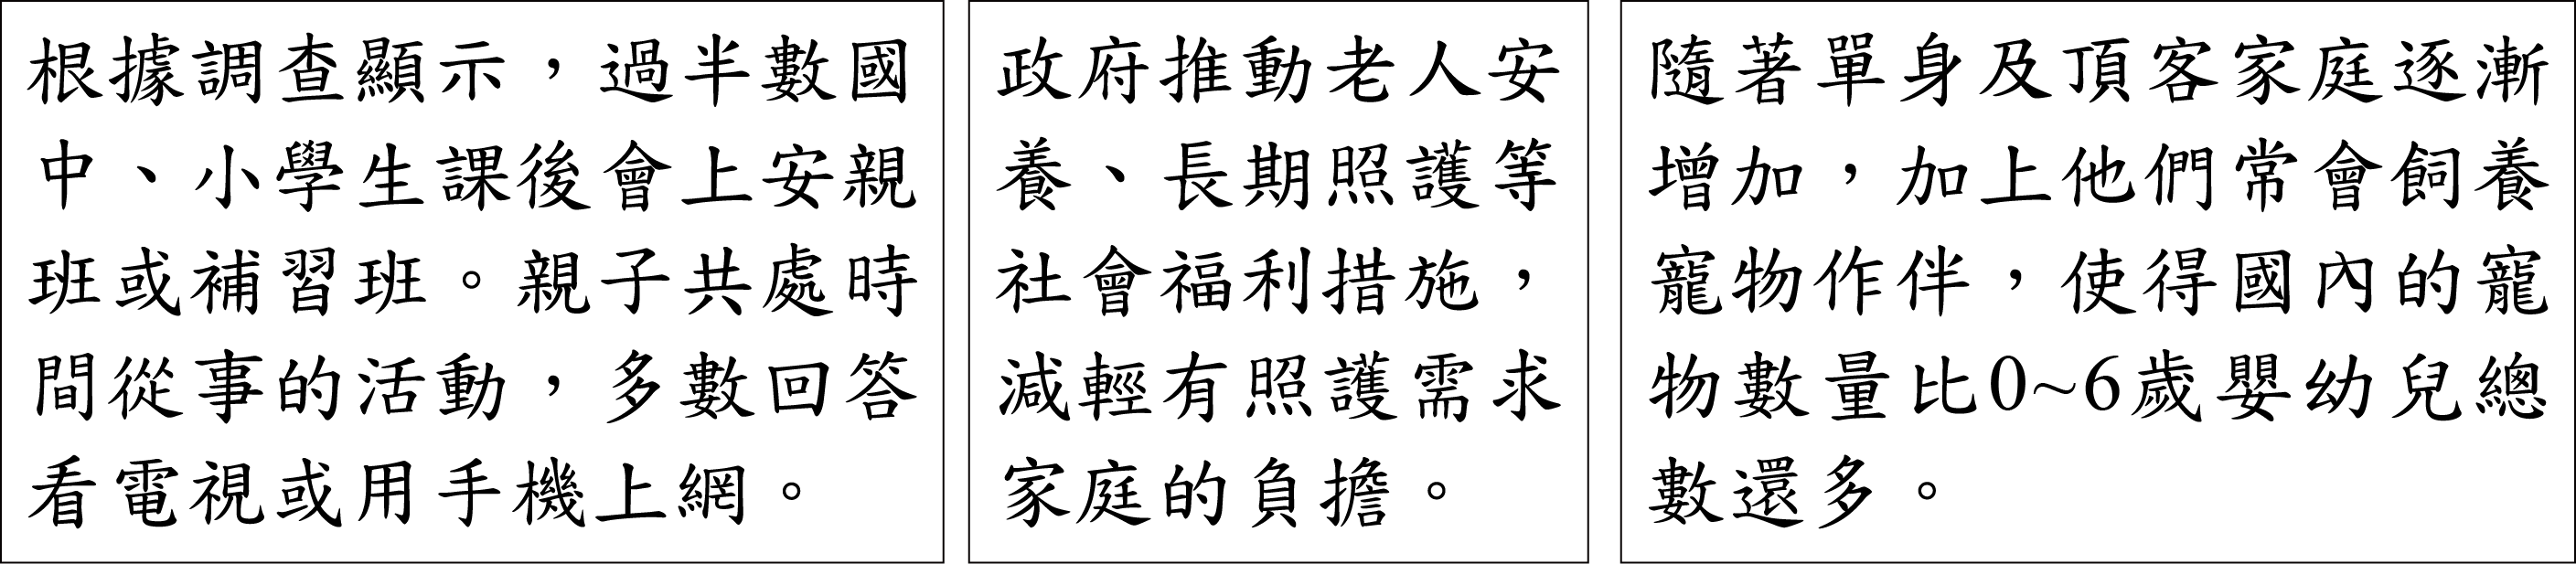 根據調查顯示，過半數國
中、小學生課後會上安親
班或補習班。親子共處時
間從事的活動，多數回答
看電視或用手機上網。
政府推動老人安
養、長期照護等
社會福利措施，
減輕有照護需求
家庭的負擔。
隨著單身及頂客家庭逐漸
增加，加上他們常會飼養
寵物作伴，使得國內的寵
物數量比0~6歲嬰幼兒總
數還多。